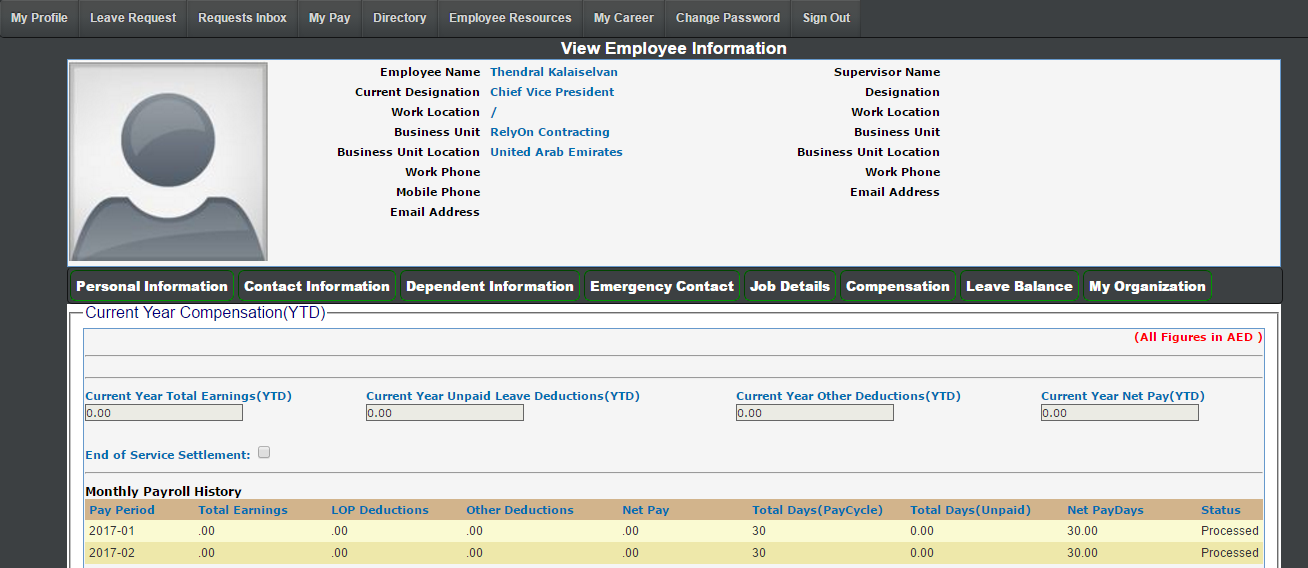 My Profile Leave Request Requests Inbox My Pay Directory Employee Resources My Career Change Password Sign Out
View Employee Information
Employee Name Thendral Kalaiselvan Supervisor Name
Current Designation Chief Vice President Designation
Work Location / Work Location
Business Unit RelyOn Contracting Business Unit
Business Unit Location United Arab Emirates Business Unit Location
Work Phone Work Phone
Mobile Phone Email Address
Email Address
Personal Information Contact Information Dependent Information Emergency Contact Job Details Compensation Leave Balance My Organization
Current Year Compensation(YTD)
(All Figures in AED )
Current Year Total Earnings(YTD) Current Year Unpaid Leave Deductions(YTD) Current Year Other Deductions(YTD) Current Year Net Pay(YTD)
0.00 0.00 0.00 0.00
End of Service Settlement:
Monthly Payroll History
Pay Period Total Earnings LOP Deductions Other Deductions Net Pay Total Days(PayCycle) Total Days(Unpaid) Net PayDays Status
2017-01 .00 .00 .00 .00 30 0.00 30.00 Processed
2017-02 .00 .00 .00 .00 30 0.00 30.00 Processed